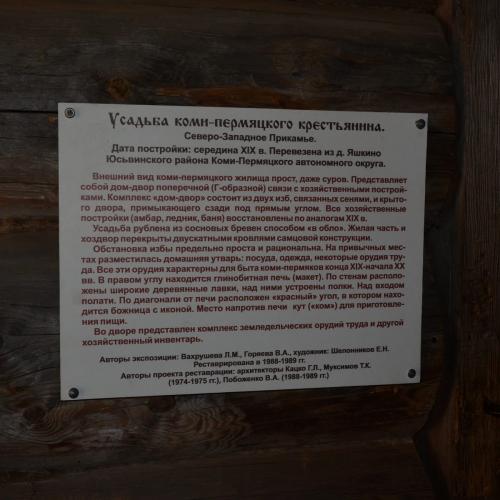 Усадьба коми-пермяцкого крестьянина.
Северо-Западное Прикамье.
Дата постройки: середина XIX в. Перевезена из д. Яшкино
Юсьвинского района Коми-Пермяцкого автономного округа.
Внешний вид коми-пермяцкого жилища прост, даже суров. Представляет
собой дом-двор поперечной (Г-образной) связи с хозяйственными построй-
ками. Комплекс «дом-двор» состоит из двух изб, связанных сенями, и крыто-
го двора, примыкающего сзади под прямым углом. Все хозяйственные
постройки (амбар, ледник, баня) восстановлены по аналогам XIX в.
Усадьба рублена из сосновых бревен способом «в обло». Жилая часть и
хоздвор перекрыты двускатными кровлями самцовой конструкции.
Обстановка избы предельно проста и рациональна. На привычных мес-
тах разместилась домашняя утварь: посуда, одежда, некоторые орудия тру-
да. Все эти орудия характерны для быта коми-пермяков конца XIX-начала XX
вв. В правом углу находится глинобитная печь (макет). По стенам располо-
жены широкие деревянные лавки, над ними устроены полки. Над входом
полати. По диагонали от печи расположен «красный» угол, в котором нахо-
дится божница с иконой. Место напротив печи кут («ком») для приготовле-
ния пищи.
Во дворе представлен комплекс земледельческих орудий труда и другой
хозяйственный инвентарь.
Авторы экспозиции: Вахрушева Л.М., Горяева В.А., художник: Шелонников Е.Н.
Реставрирована в 1988-1989 гг.
Авторы проекта реставрации: архитекторы Кацко Г.Л., Муксимов Т.К.
(1974-1975 гг.), Побоженко В.А. (1988-1989 гг.)